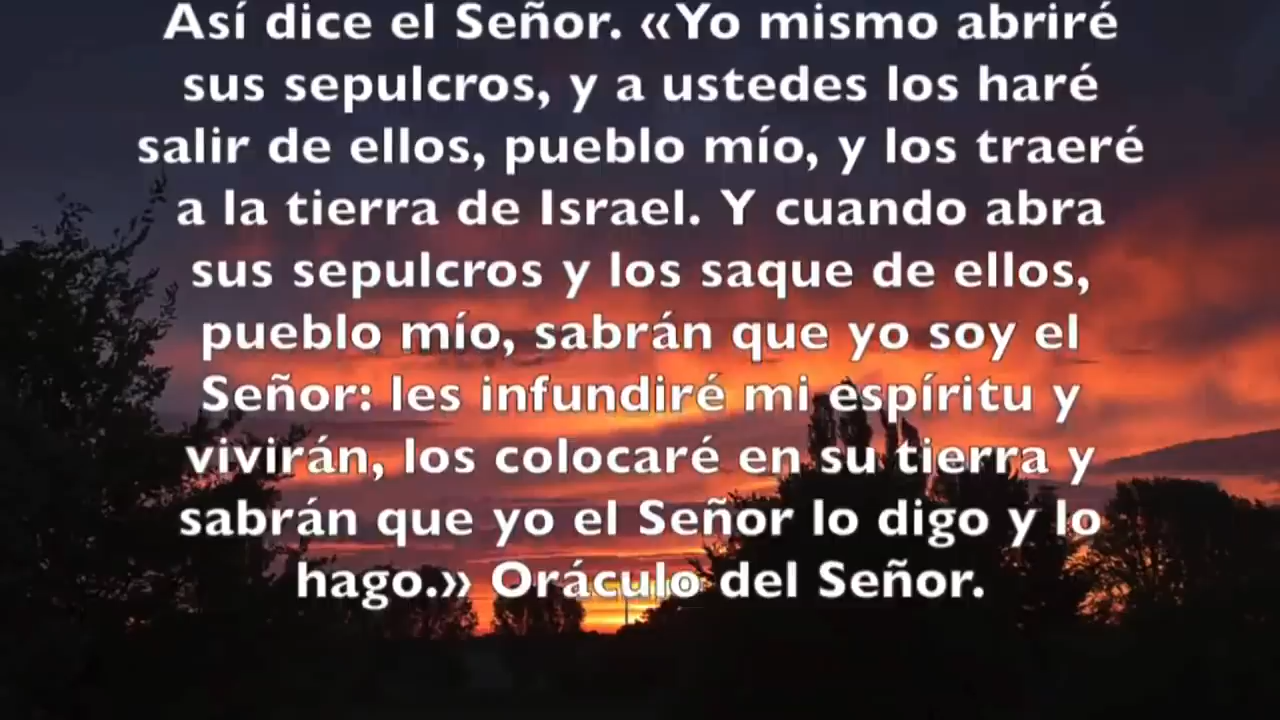 Así dice el Señor. «Yo mismo abriré
sus sepulcros, y a ustedes los haré
salir de ellos, pueblo mío, y los traeré
a la tierra de Israel. Y cuando abra
sus sepulcros y los saque de ellos,
pueblo mío, sabrán que yo soy el
Señor: les infundiré mi espíritu y
vivirán, los colocaré en su tierra y
sabrán que yo el Señor lo digo y lo
hago.» Oráculo del Señor.